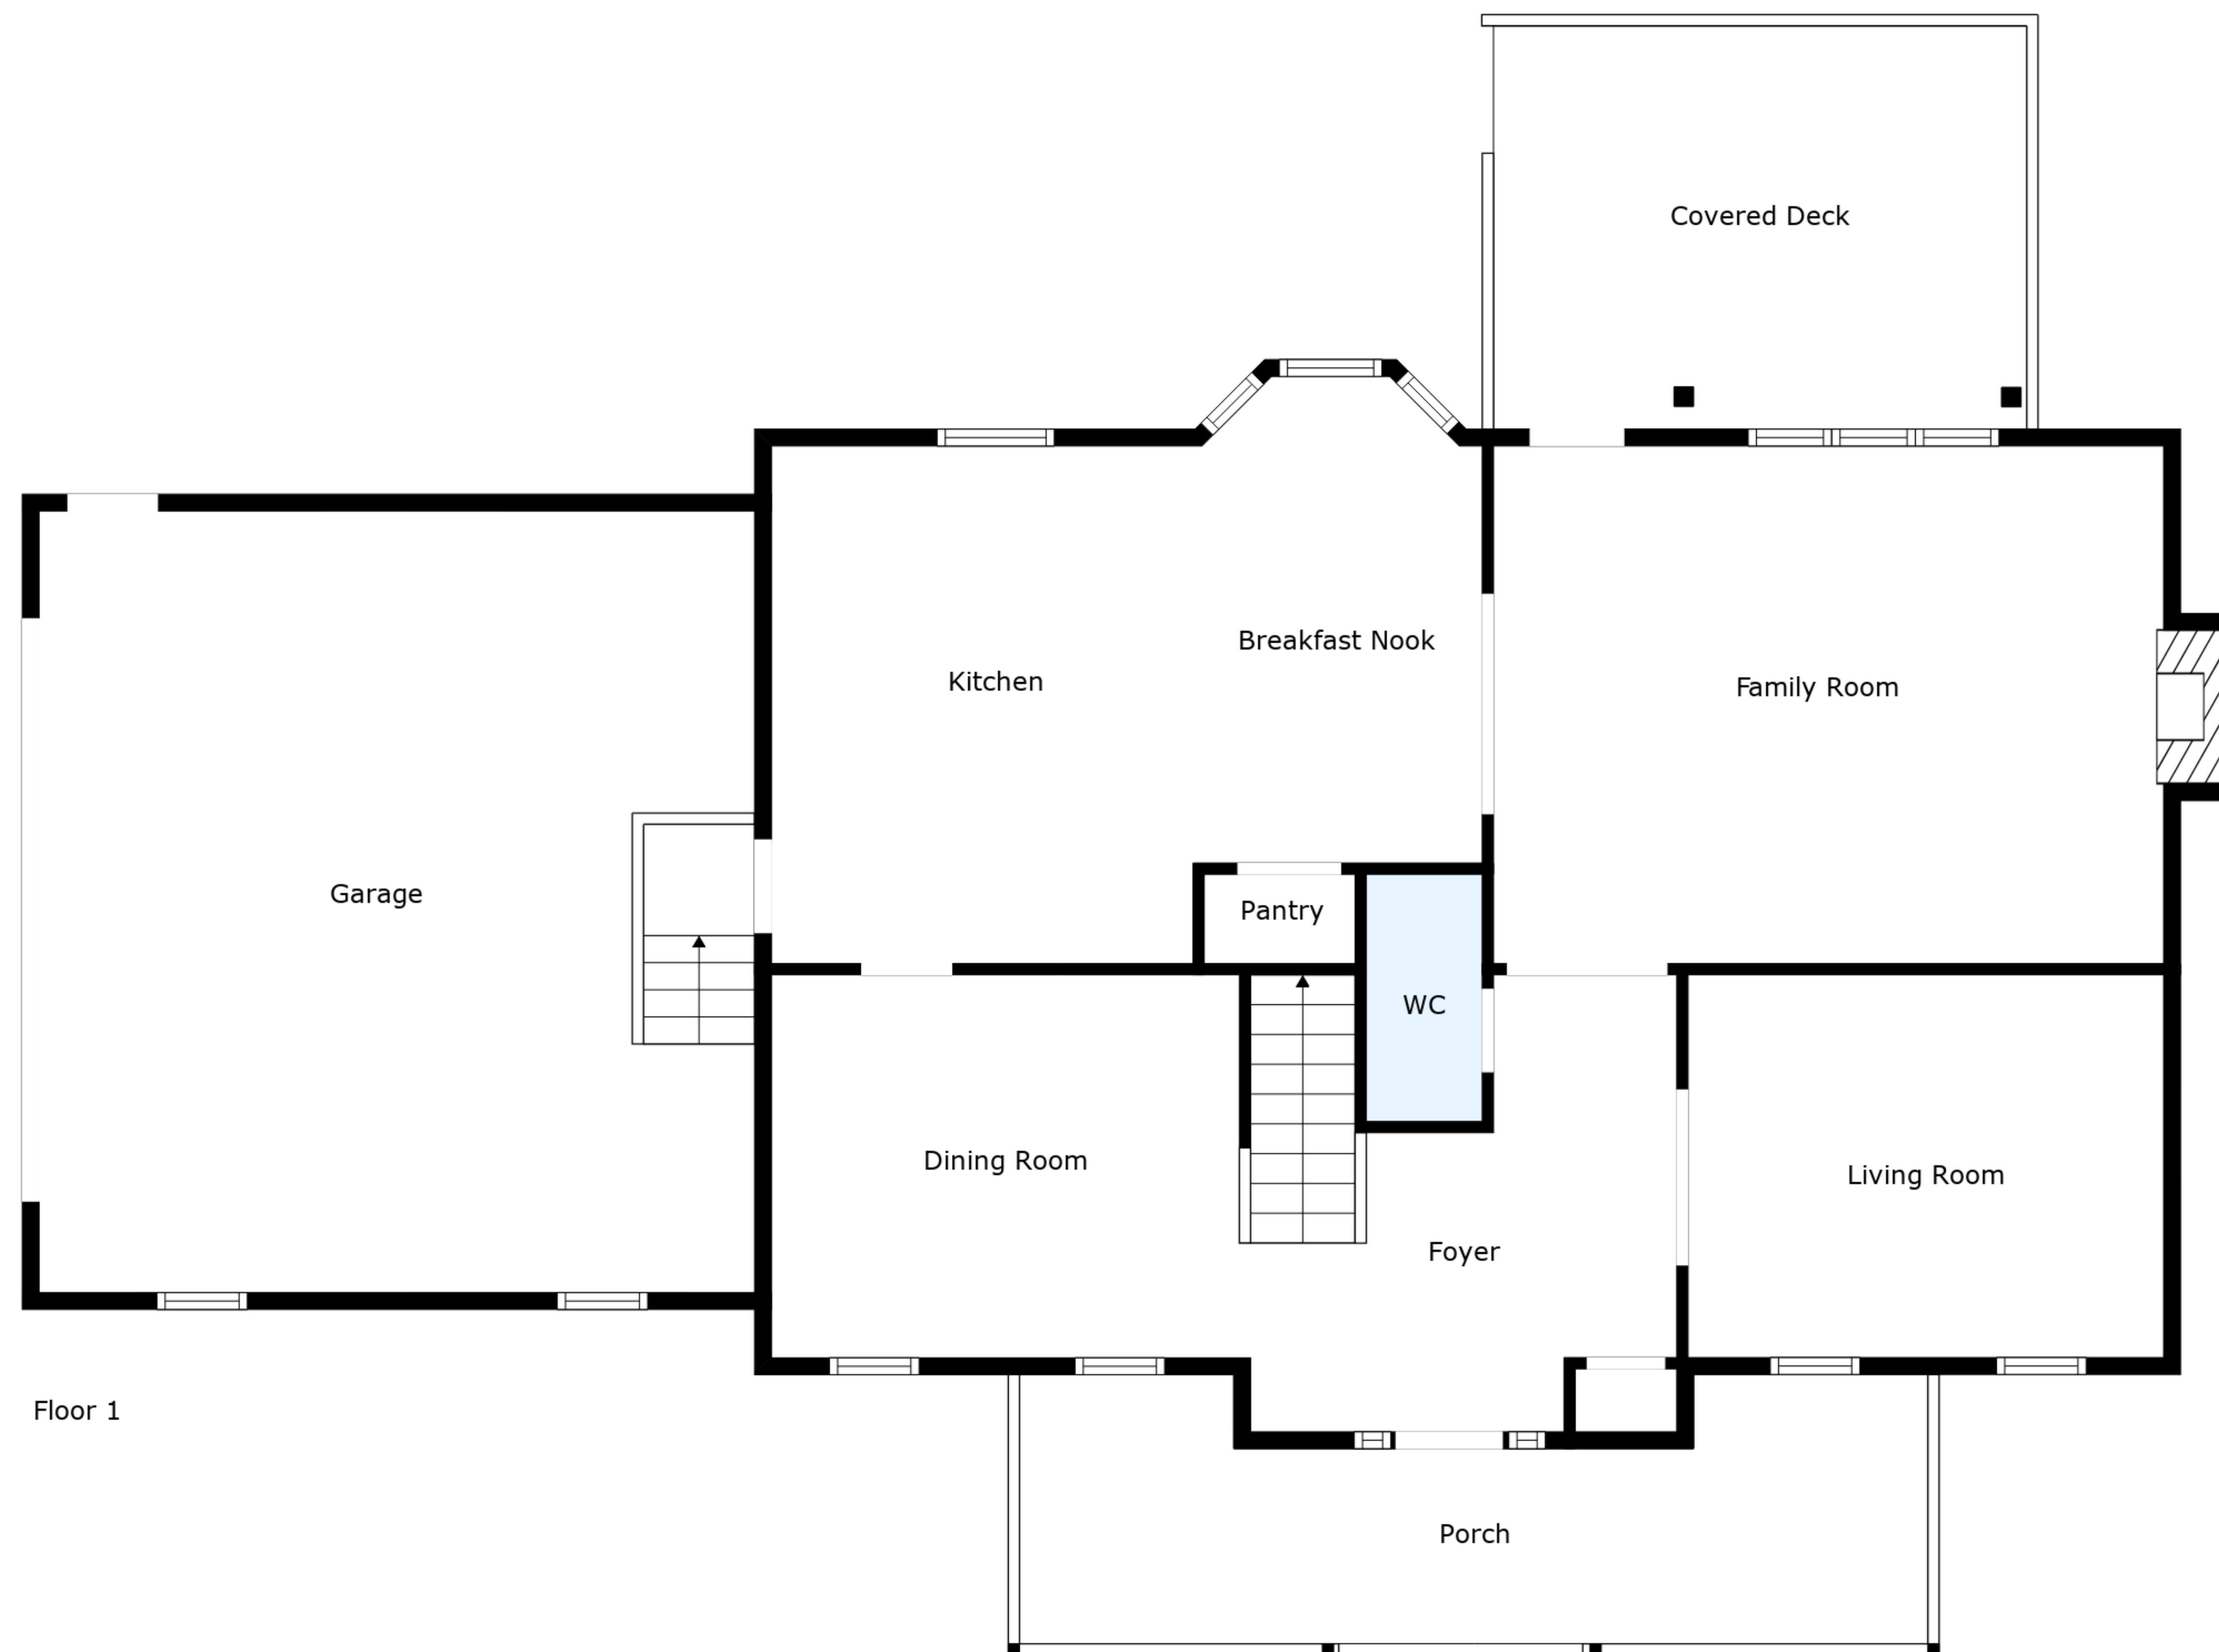 Covered Deck
Breakfast Nook
Kitchen
Family Room
Garage
Pantry
WC
Dining Room
Living Room
Foyer
Floor 1
Porch